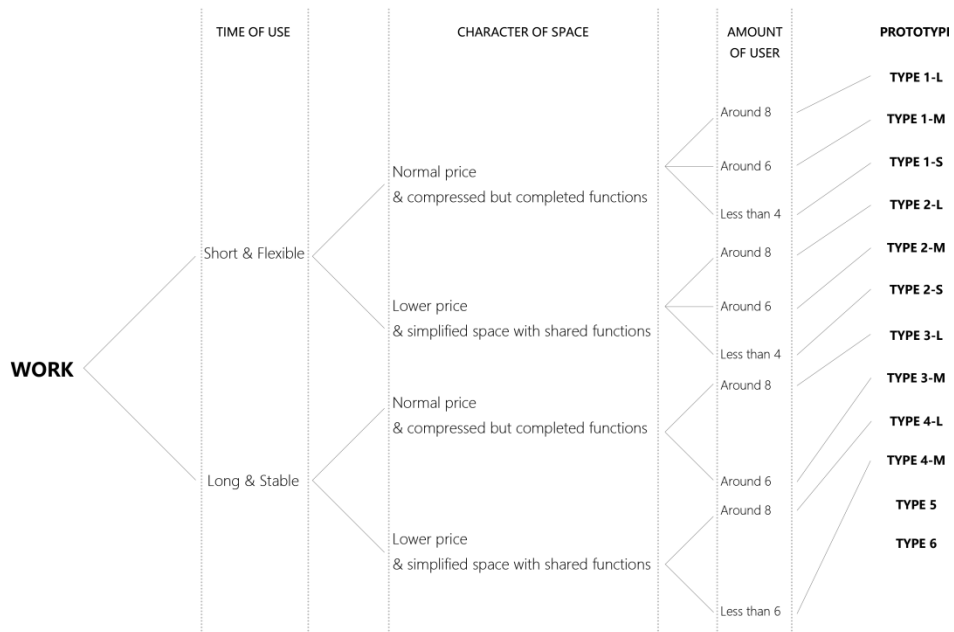 TIME OF USE
CHARACTER OF SPACE
AMOUNT
OF USER
PROTOTYPI
WORK
Short & Flexible
Long & Stable
Normal price
& compressed but completed functions
Lower price
& simplified space with shared functions
Normal price
& compressed but completed functions
Lower price
& simplified space with shared functions
Around 8
Around 6
Less than 4
Around 8
Around 6
Less than 4
Around 8
Around 6
Around 8
Less than 6
TYPE 1-L
TYPE 1-M
TYPE 1-S
TYPE 2-L
TYPE 2-M
TYPE 2-S
TYPE 3-L
TYPE 3-M
TYPE 4-L
TYPE 4-M
TYPE 5
TYPE 6